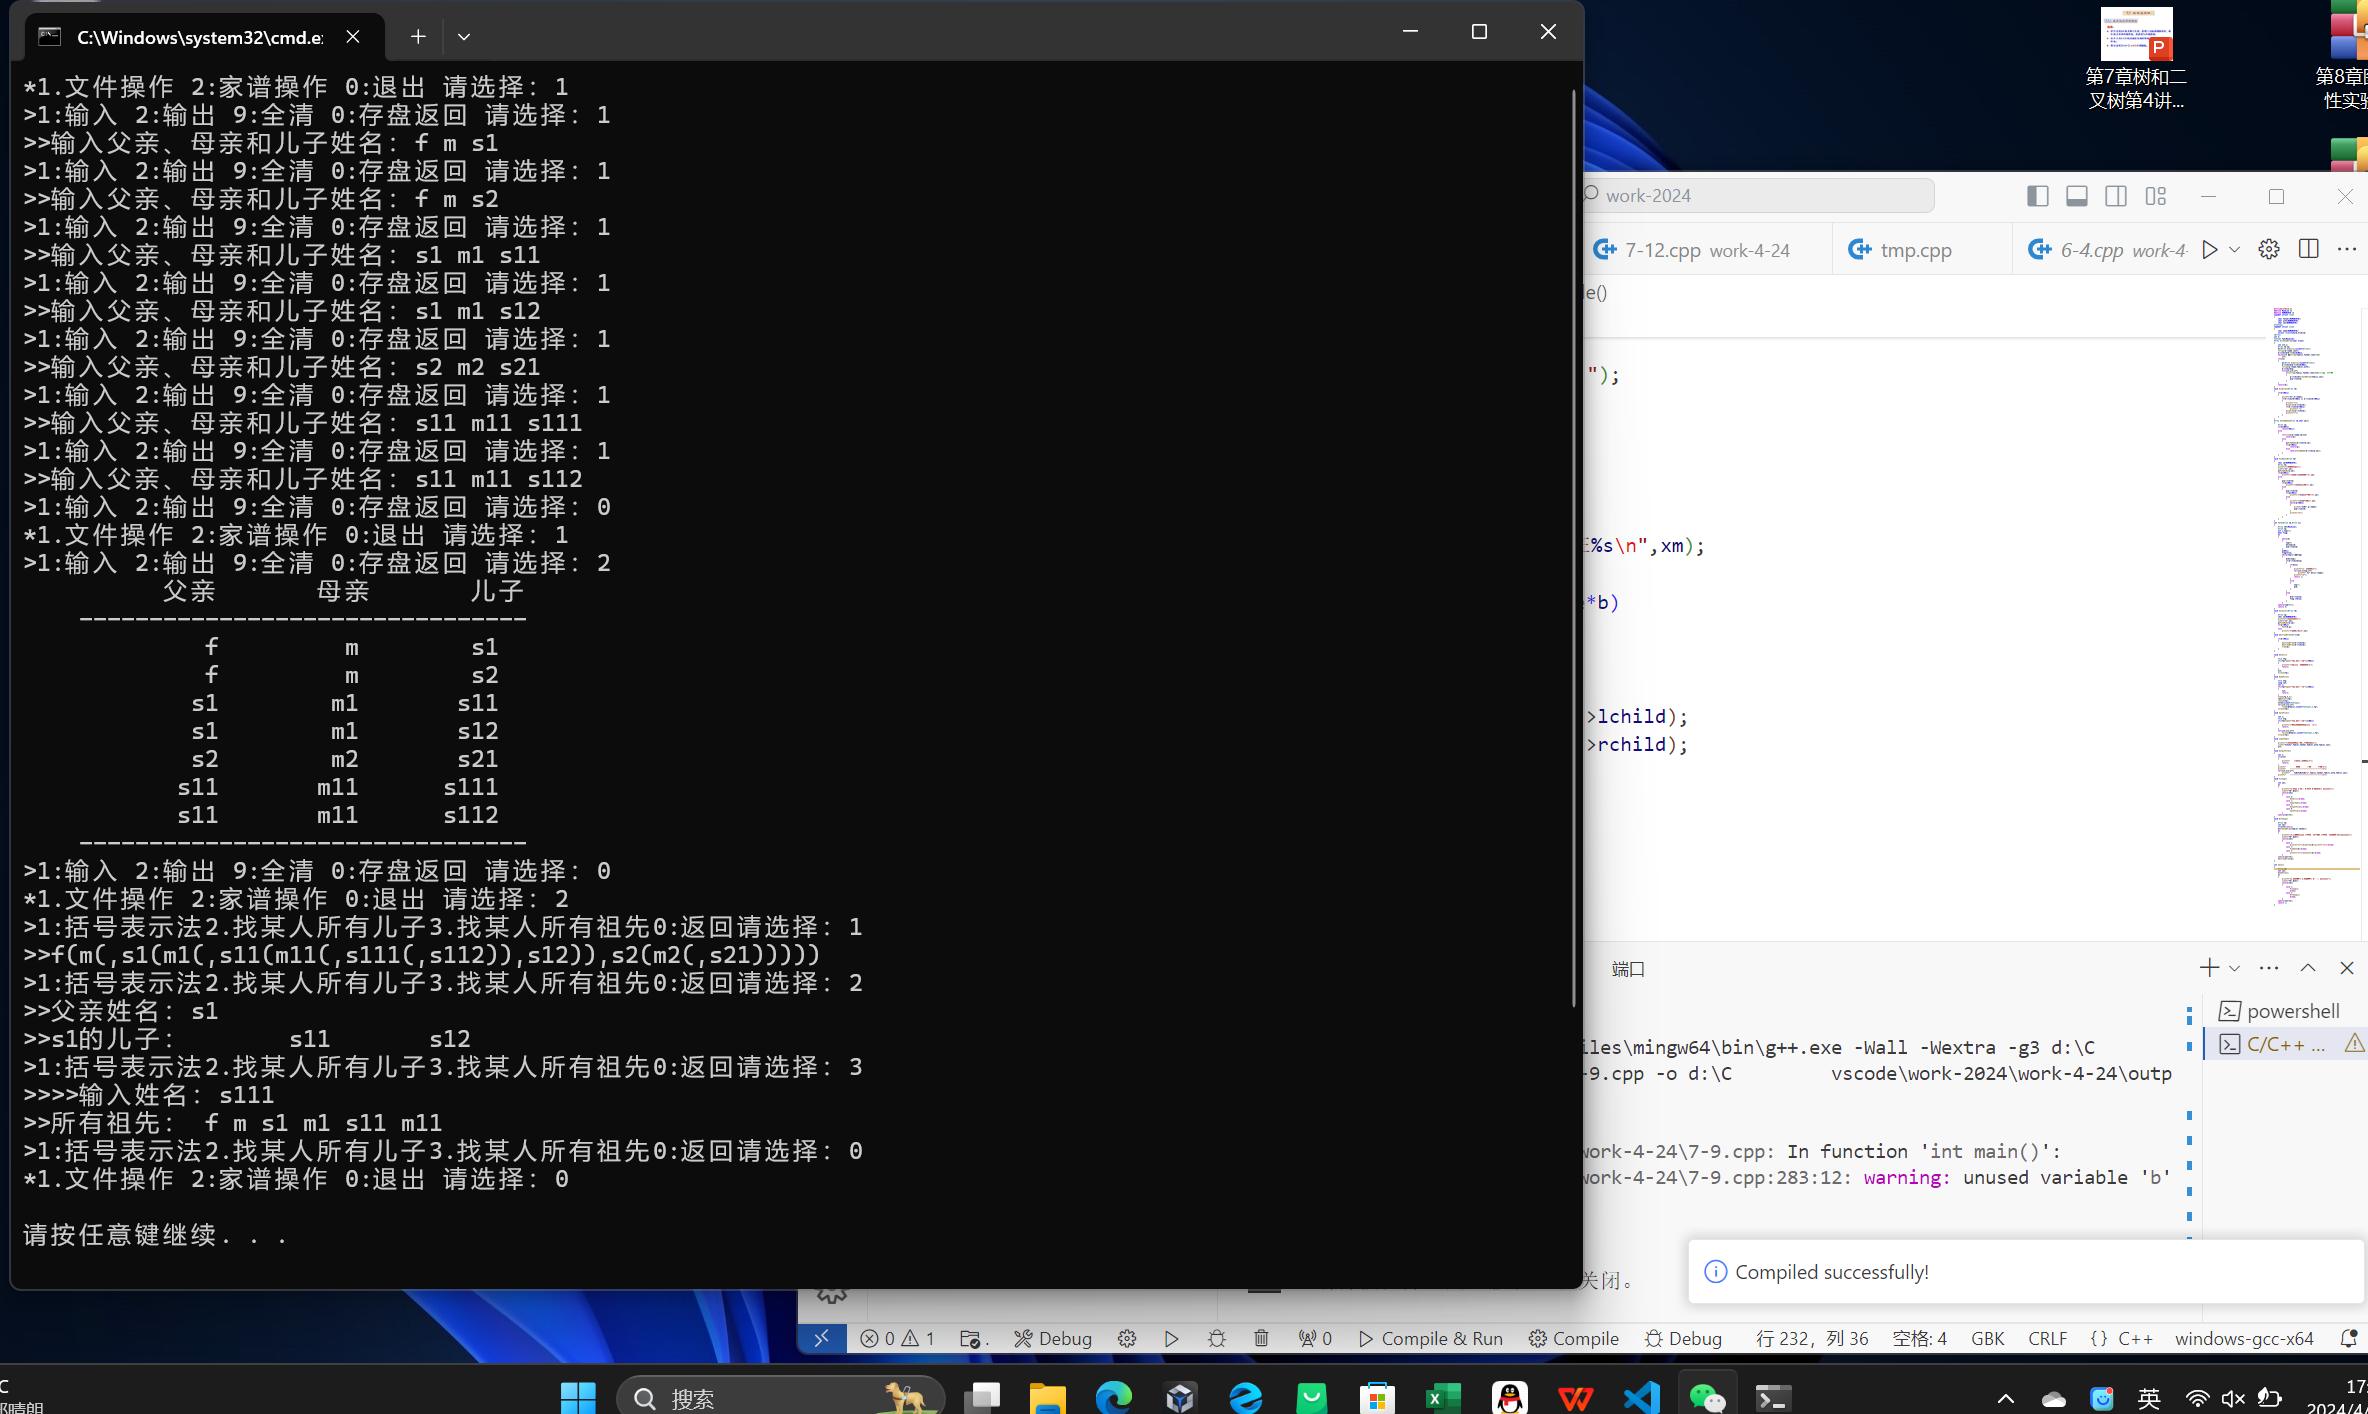 C:\Windows\system32\cmd.e
*1.文件操作 2:家谱操作 0:退出 请选择: 1
>1:输入 2:输出 9:全清 0:存盘返回 请选择: 1
>>输入父亲、母亲和儿子姓名: f m s1
>1:输入 2:输出 9:全清 0:存盘返回 请选择: 1
>>输入父亲、母亲和儿子姓名: f m s2
>1:输入 2:输出 9:全清 0:存盘返回 请选择: 1
>>输入父亲、母亲和儿子姓名: s1 m1 s11
>1:输入 2:输出 9:全清 0:存盘返回 请选择: 1
>>输入父亲、母亲和儿子姓名: s1 m1 s12
>1:输入 2:输出 9:全清 0:存盘返回 请选择: 1
>>输入父亲、母亲和儿子姓名: s2 m2 s21
>1:输入 2:输出 9:全清 0:存盘返回 请选择: 1
>>输入父亲、母亲和儿子姓名: s11 m11 s111
>1:输入 2:输出 9:全清 0:存盘返回 请选择: 1
>>输入父亲、母亲和儿子姓名: s11 m11 s112
>1:输入 2:输出 9:全清 0:存盘返回 请选择: 0
*1.文件操作 2:家谱操作 0:退出 请选择: 1
>1:输入 2:输出 9:全清 0:存盘返回 请选择: 2
父亲 母亲 儿子
--------------------------------
f m s1
f m s2
s1 m1 s11
s1 m1 s12
s2 m2 s21
s11 m11 s111
s11 m11 s112
--------------------------------
>1:输入 2:输出 9:全清 0:存盘返回 请选择: 0
*1.文件操作 2:家谱操作 0:退出 请选择: 2
>1:括号表示法2.找某人所有儿子3.找某人所有祖先0:返回请选择: 1
>>f(m(,s1(m1(,s11(m11(,s111(,s112)),s12)),s2(m2(,s21)))))
>1:括号表示法2.找某人所有儿子3.找某人所有祖先0:返回请选择: 2
>>父亲姓名: s1
>>s1的儿子: s11 s12
>1:括号表示法2.找某人所有儿子3.找某人所有祖先0:返回请选择: 3
>>>>输入姓名: s111
>>所有祖先: f m s1 m1 s11 m11
>1:括号表示法2.找某人所有儿子3.找某人所有祖先0:返回请选择: 0
*1.文件操作 2:家谱操作 0:退出 请选择: 0
请按任意键继续. . .
第7章树和二
叉树第4讲...
第8章
性实
work-2024
7-12.cpp work-4-24
tmp.cpp
6-4.cpp work-4-
e()
");
%s\n",xm);
*b)
>lchild);
>rchild);
端口
powershell
C/C++ ...
iles\mingw64\bin\g++.exe -Wall -Wextra -g3 d:\C
-9.cpp -o d:\C vscode\work-2024\work-4-24\outp
work-4-24\7-9.cpp: In function 'int main()':
work-4-24\7-9.cpp:283:12: warning: unused variable 'b'
关闭。
Compiled successfully!
0 1 Debug 0 Compile & Run Compile Debug 行 232, 列 36 空格: 4 GBK CRLF {} C++ windows-gcc-x64
搜索
英
17:
2024/4/
C
晴朗